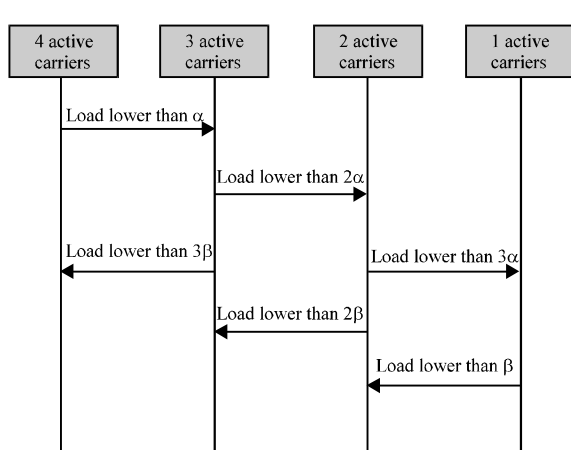 4 active
carriers
3 active
carriers
2 active
carriers
1 active
carriers
Load lower than α
Load lower than 2α
Load lower than 3β
Load lower than 3α
Load lower than 2β
Load lower than β